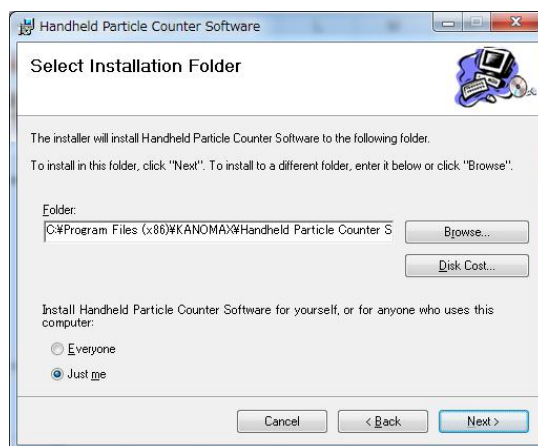 Handheld Particle Counter Software
Select Installation Folder
The installer will install Handheld Particle Counter Software to the following folder.
To install in this folder, click "Next". To install to a different folder, enter it below or click "Browse".
Folder:
C:¥Program Files (x86)¥KANOMAX¥Handheld Particle Counter S
Browse...
Disk Cost...
Install Handheld Particle Counter Software for yourself, or for anyone who uses this
computer:
Everyone
Just me
Cancel
< Back
Next >